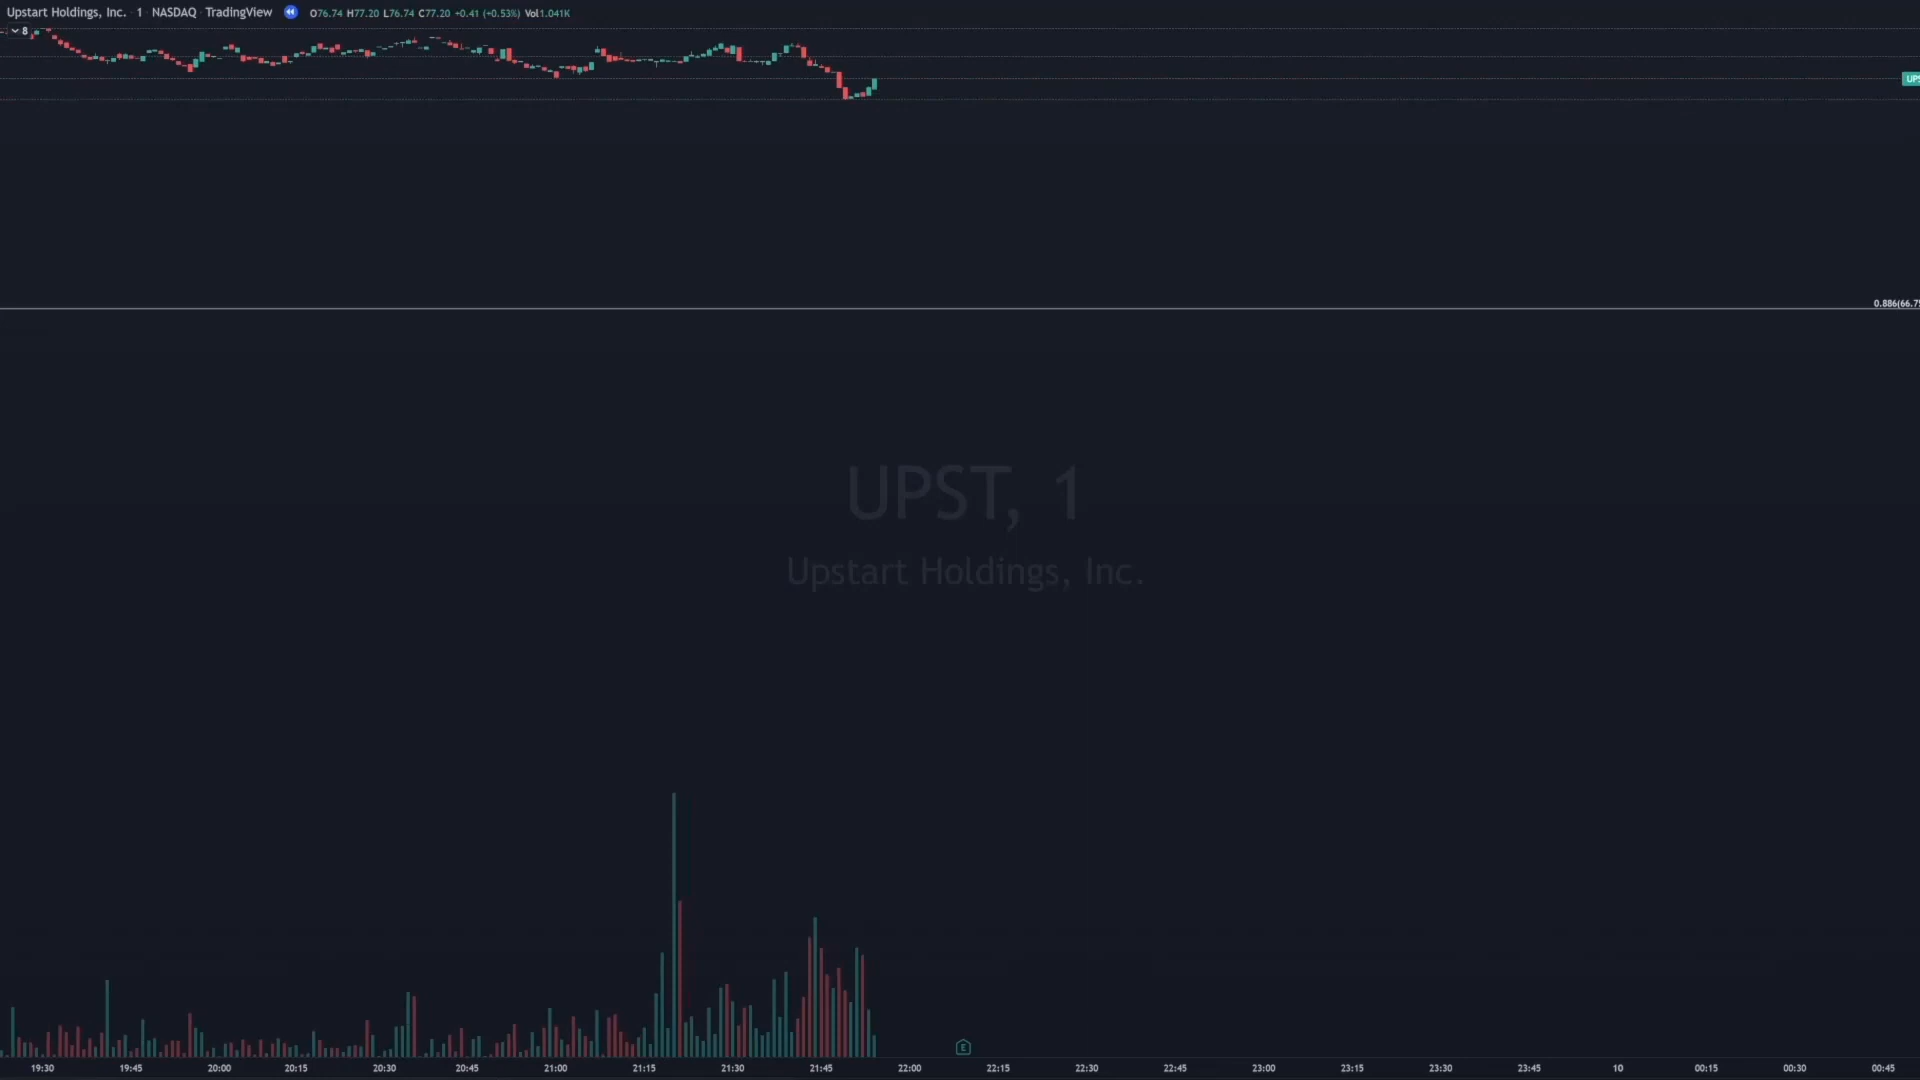 Upstart Holdings, Inc. · 1 · NASDAQ · TradingView O76.74 H77.20 L76.74 C77.20 +0.41 (+0.53%) Vol1.041K
8
UPS
0.886(66.75
UPST, 1
Upstart Holdings, Inc.
E
19:30 19:45 20:00 20:15 20:30 20:45 21:00 21:15 21:30 21:45 22:00 22:15 22:30 22:45 23:00 23:15 23:30 23:45 10 00:15 00:30 00:45